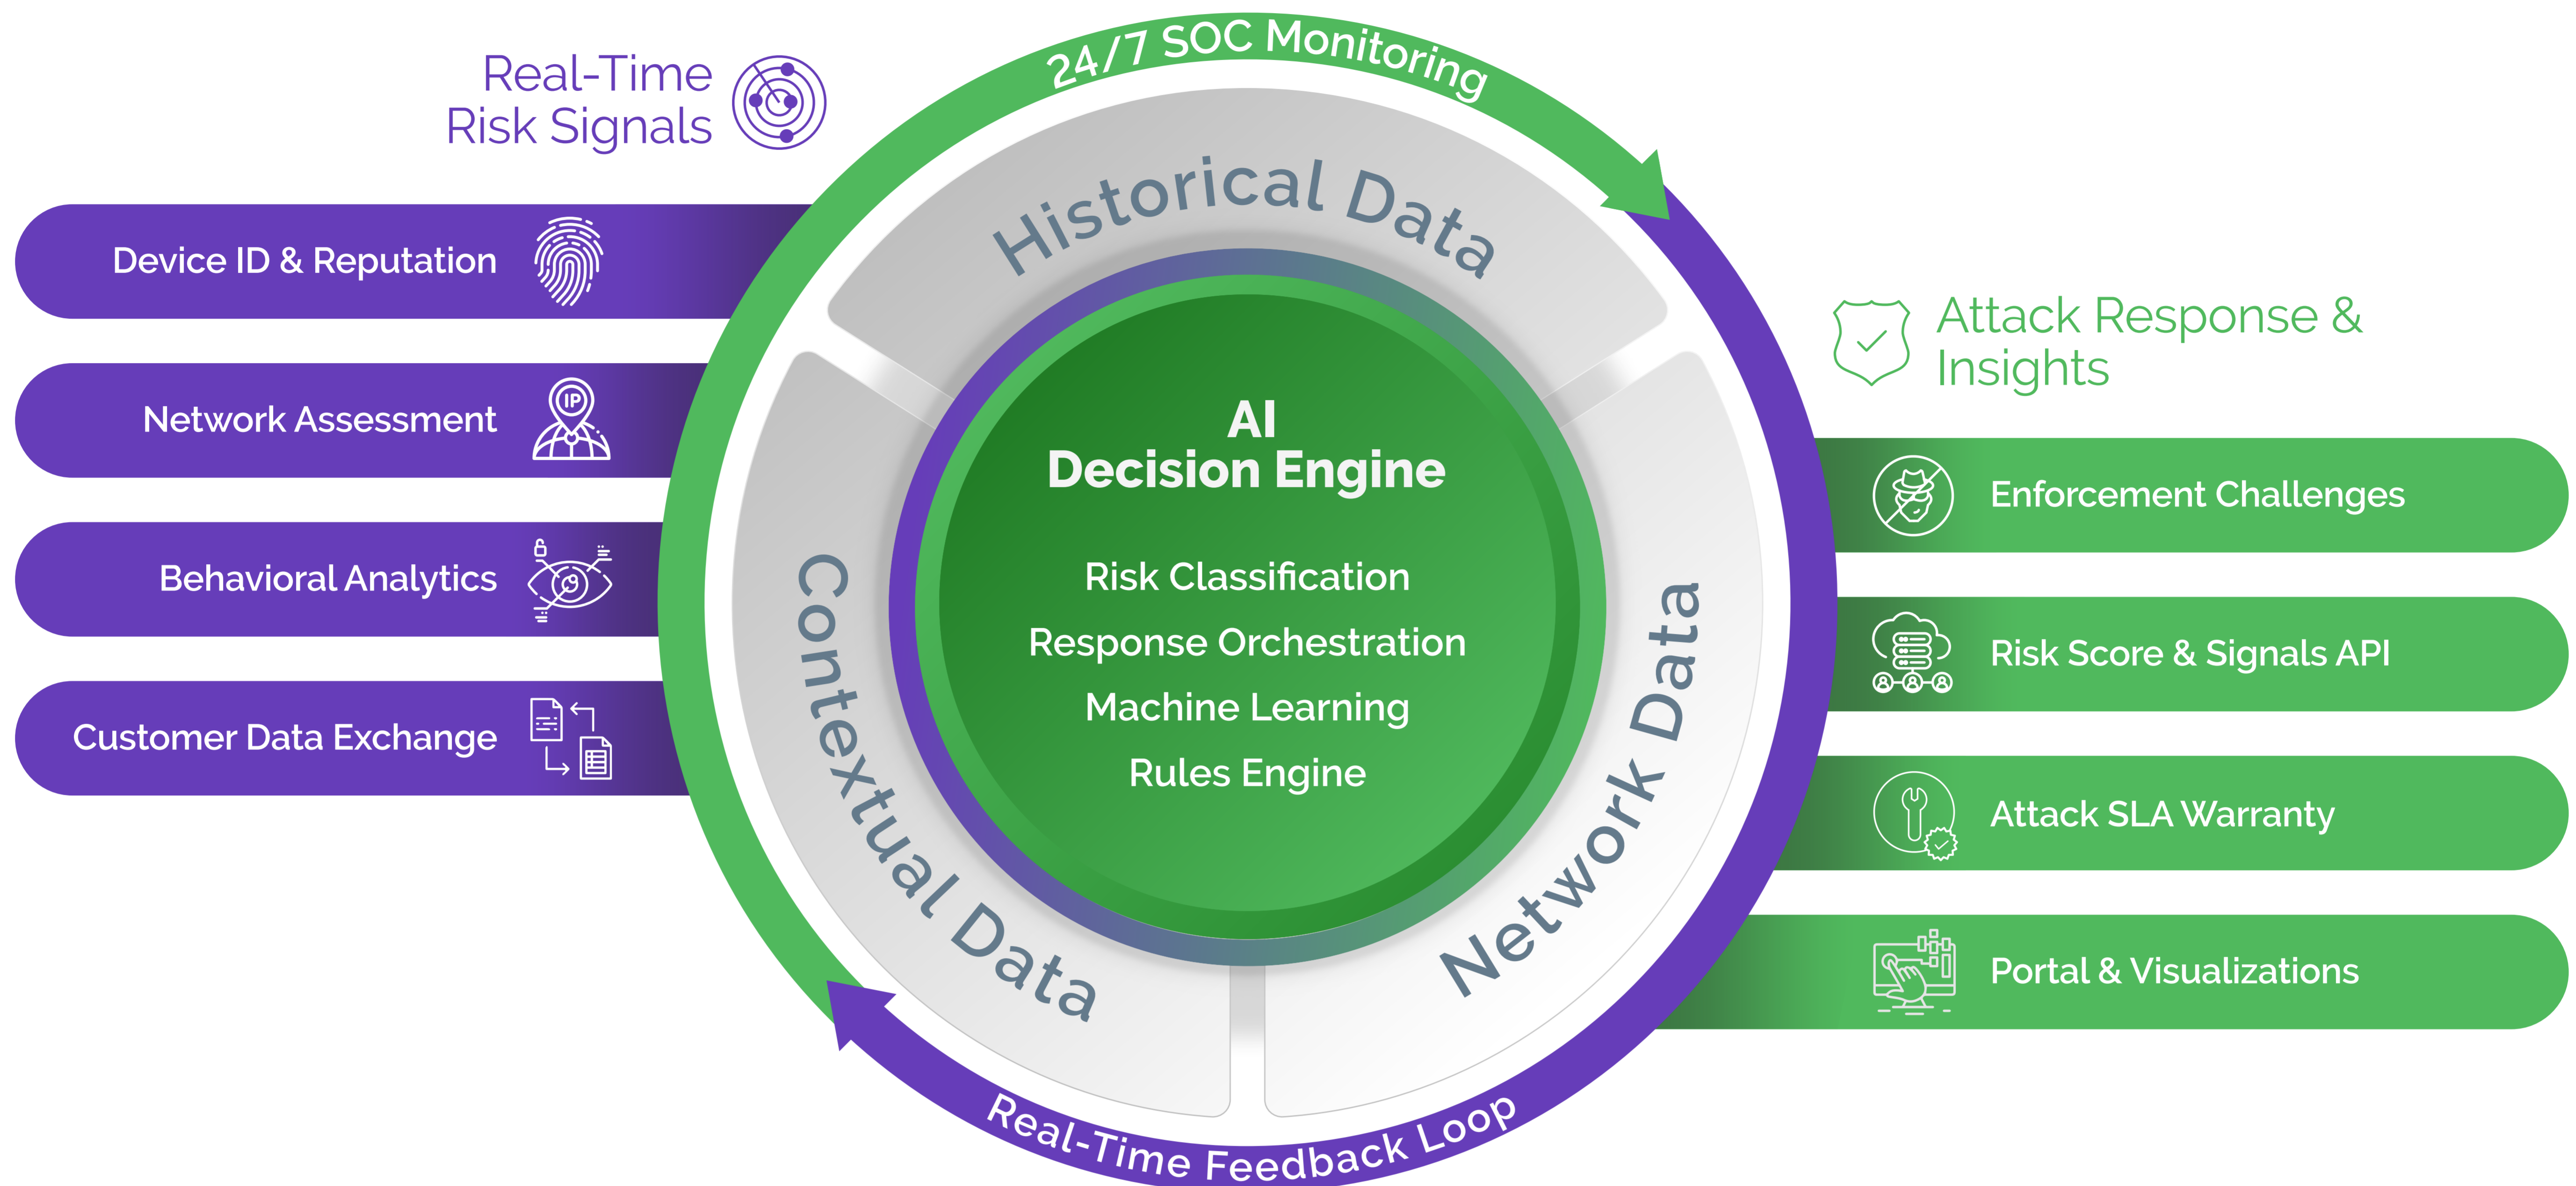 24/7 SOC Monitoring
Real-Time
Risk Signals
Device ID & Reputation
Network Assessment
IP
Behavioral Analytics
Customer Data Exchange
Historical Data
Contextual Data
Network Data
AI
Decision Engine
Risk Classification
Response Orchestration
Machine Learning
Rules Engine
Real-Time Feedback Loop
Attack Response &
Insights
Enforcement Challenges
Risk Score & Signals API
Attack SLA Warranty
Portal & Visualizations